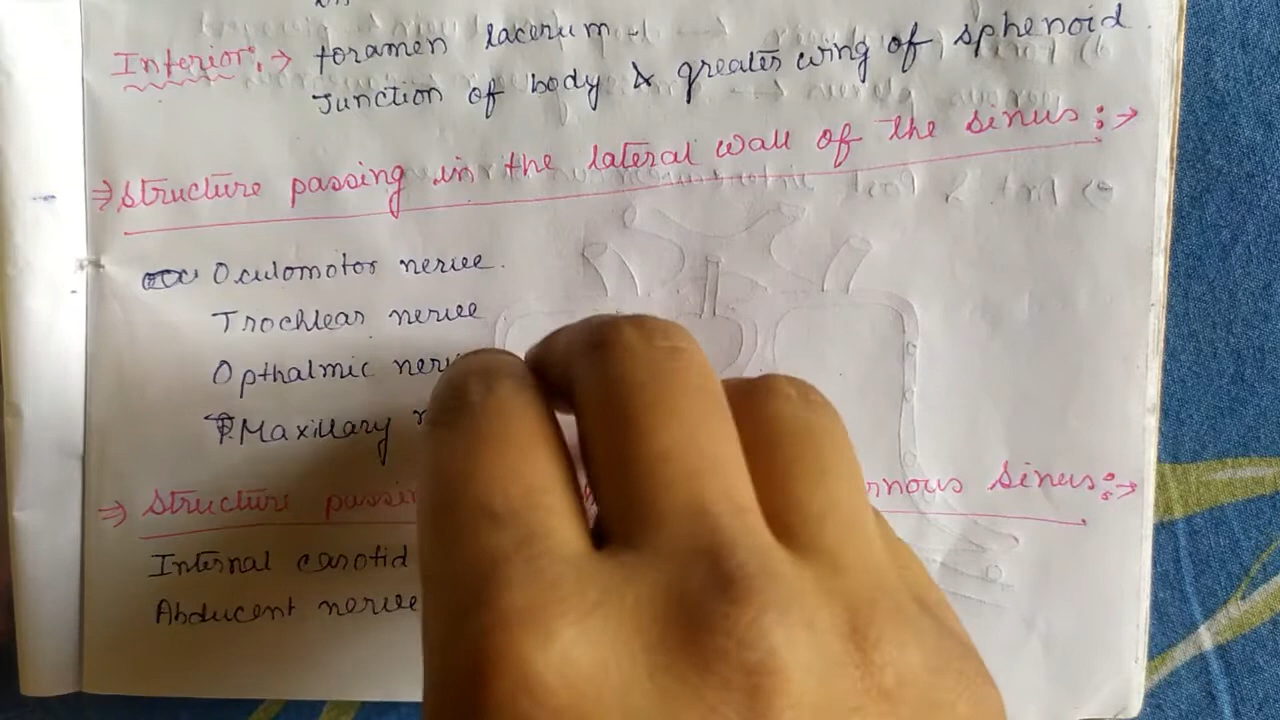 Inferior :→ foramen lacerum.
Junction of body & greater wing of sphenoid.
⇒ Structure passing in the lateral wall of the sinus :→
Oculomotor nerve.
Trochlear nerve
Opthalmic
Maxillary
⇒ Structure sinus :→
Internal carotid
Abducent nerve